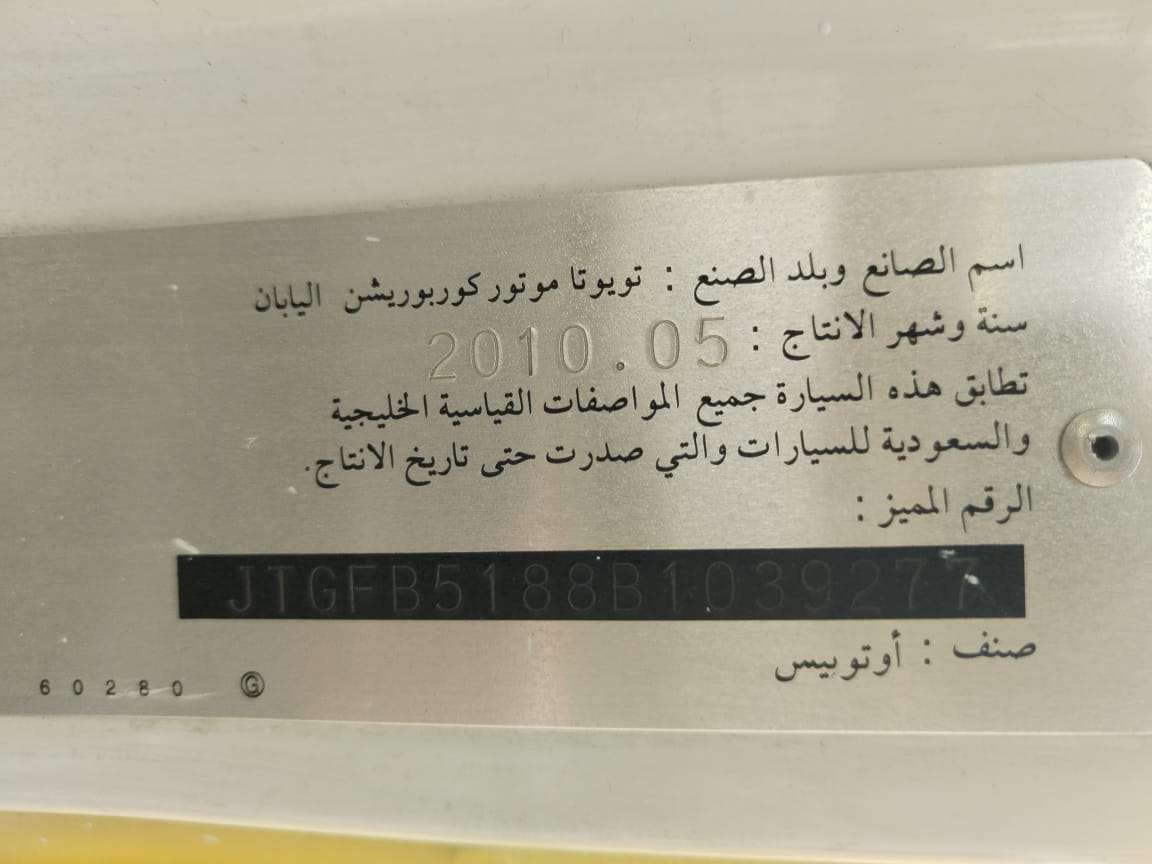 اسم الصانع وبلد الصنع : تويوتا موتور كوربوريشن اليابان
سنة وشهر الانتاج : 2010.05
تطابق هذه السيارة جميع المواصفات القياسية الخليجية
والسعودية للسيارات والتي صدرت حتى تاريخ الانتاج.
الرقم المميز :
JTGFB5188B1039277
صنف : أوتوبيس
60280 G